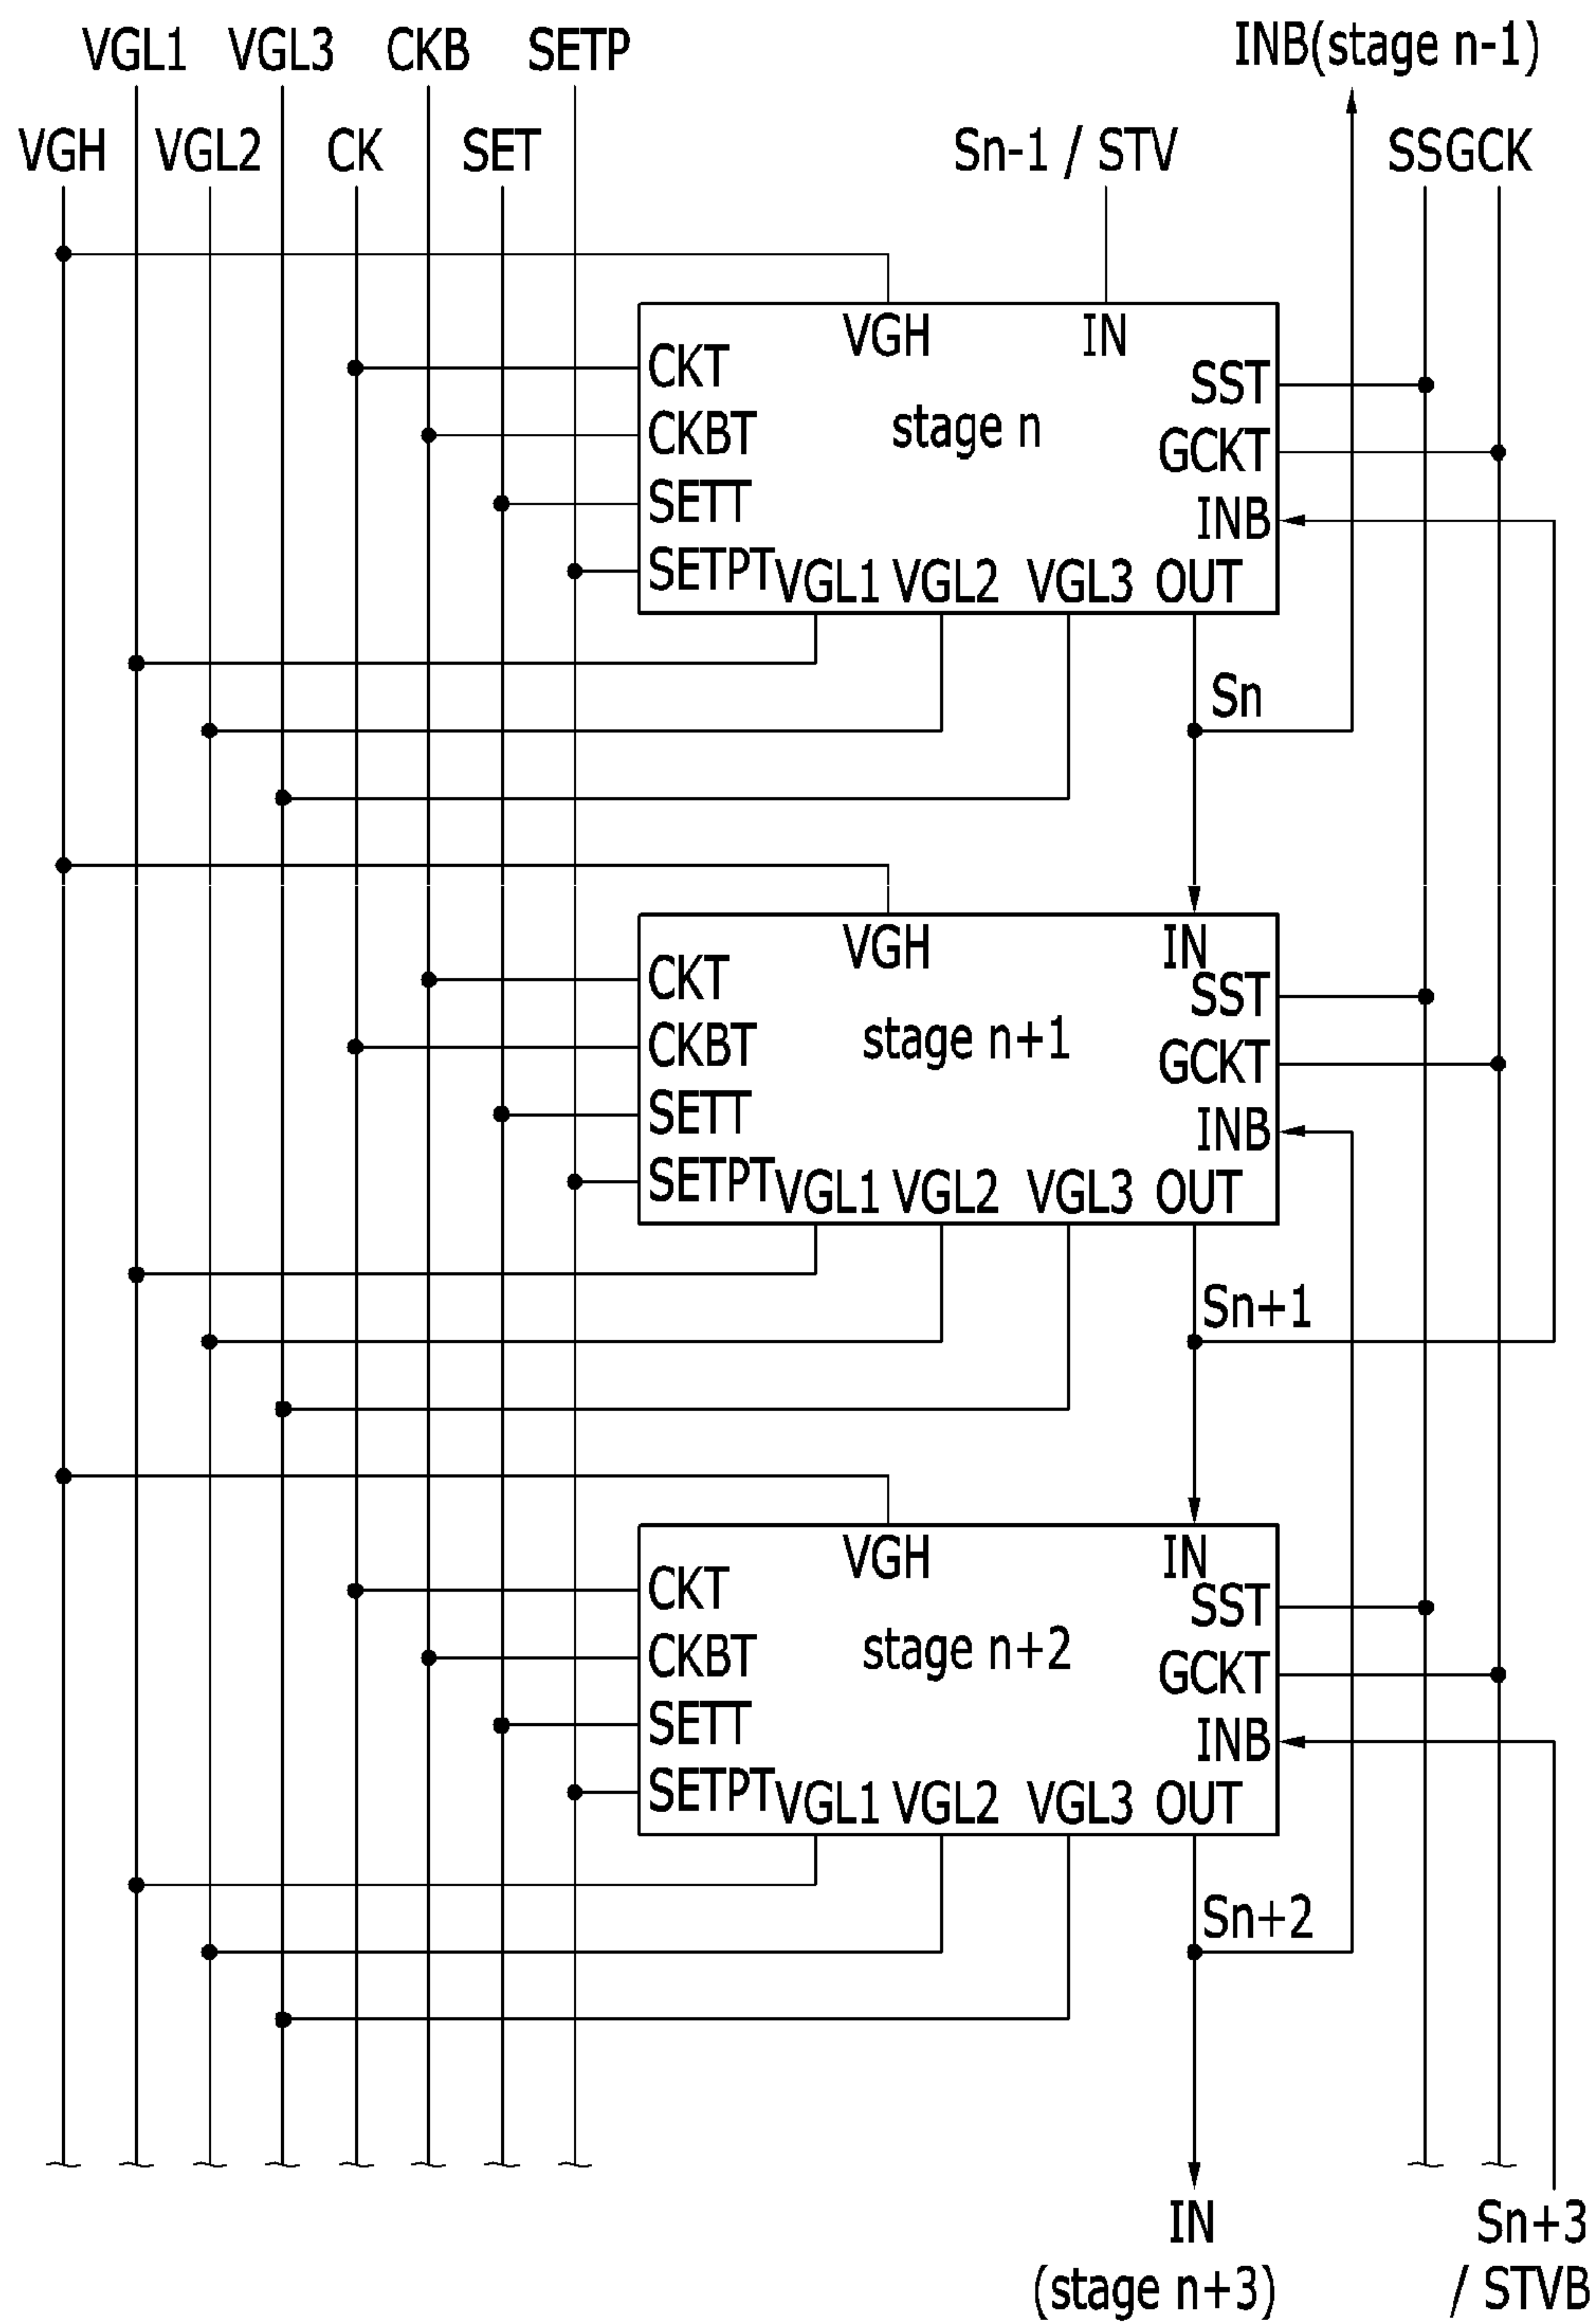 VGL1 VGL3 CKB SETP INB(stage n-1)
VGH VGL2 CK SET Sn-1 / STV SSGCK
VGH IN
CKT
SST
stage n
CKBT
GCKT
SETT
INB
SETPT VGL1 VGL2 VGL3 OUT
Sn
VGH IN
CKT
SST
stage n+1
CKBT
GCKT
SETT
INB
SETPT VGL1 VGL2 VGL3 OUT
Sn+1
VGH IN
CKT
SST
stage n+2
CKBT
GCKT
SETT
INB
SETPT VGL1 VGL2 VGL3 OUT
Sn+2
IN
(stage n+3)
Sn+3
/ STVB